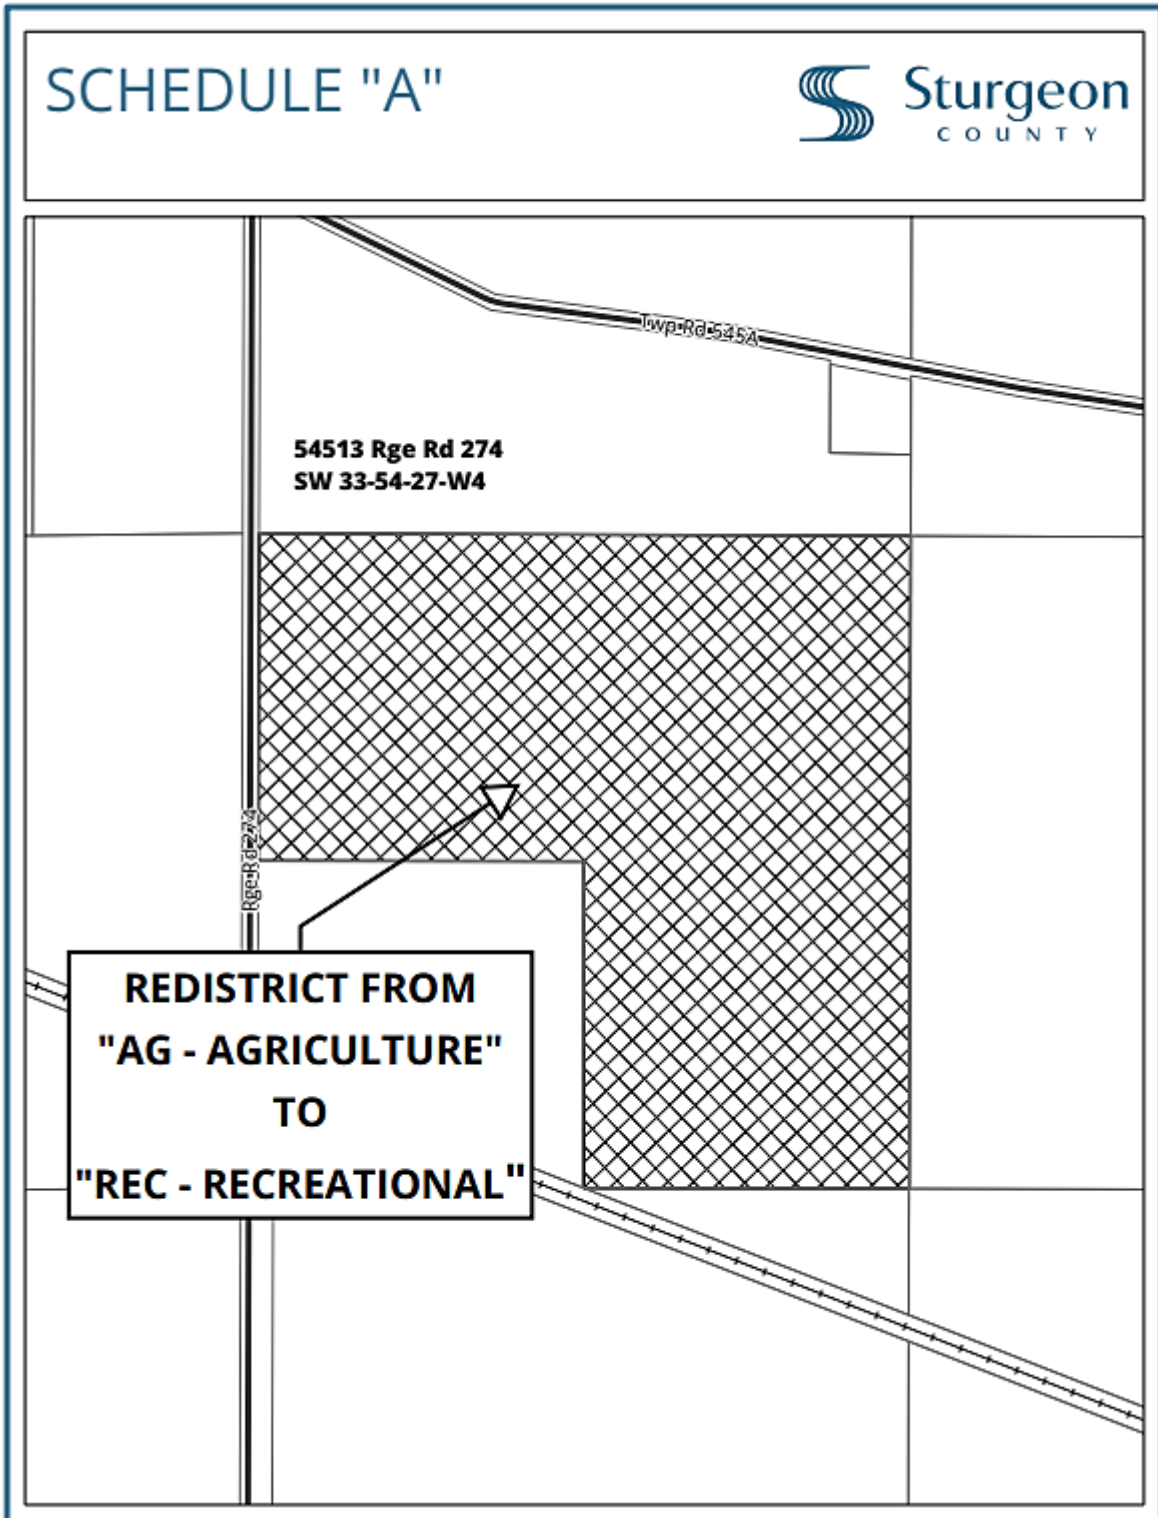 SCHEDULE "A"
Sturgeon
COUNTY
Twp Rd 545A
54513 Rge Rd 274
SW 33-54-27-W4
Rge Rd 274
REDISTRICT FROM
"AG - AGRICULTURE"
TO
"REC - RECREATIONAL"